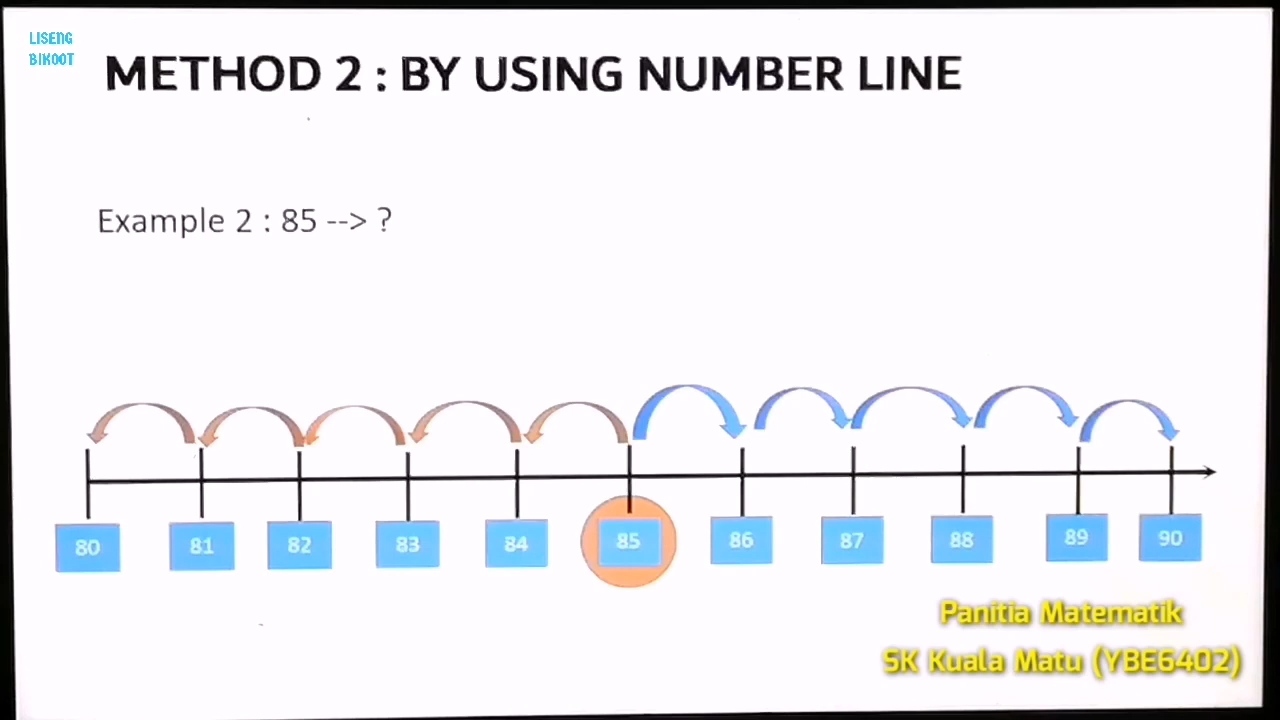 LISENG
BIKOOT
METHOD 2 : BY USING NUMBER LINE
Example 2 : 85 --> ?
80 81 82 83 84 85 86 87 88 89 90
Panitia Matematik
SK Kuala Matu (YBE6402)